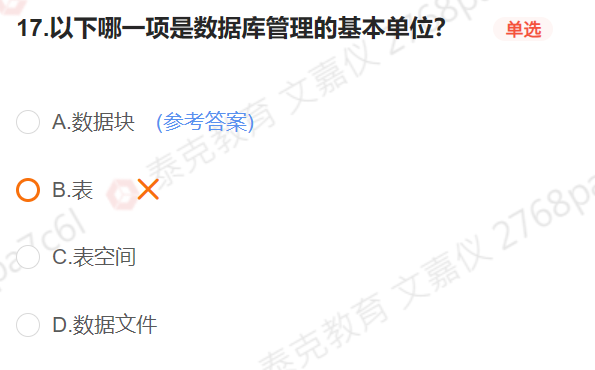 17.以下哪一项是数据库管理的基本单位? 单选
A.数据块 (参考答案)
B.表
C.表空间
D.数据文件
泰克教育 文嘉仪 2768pa7c6l
泰克教育 文嘉仪 2768pa
pa7c6l